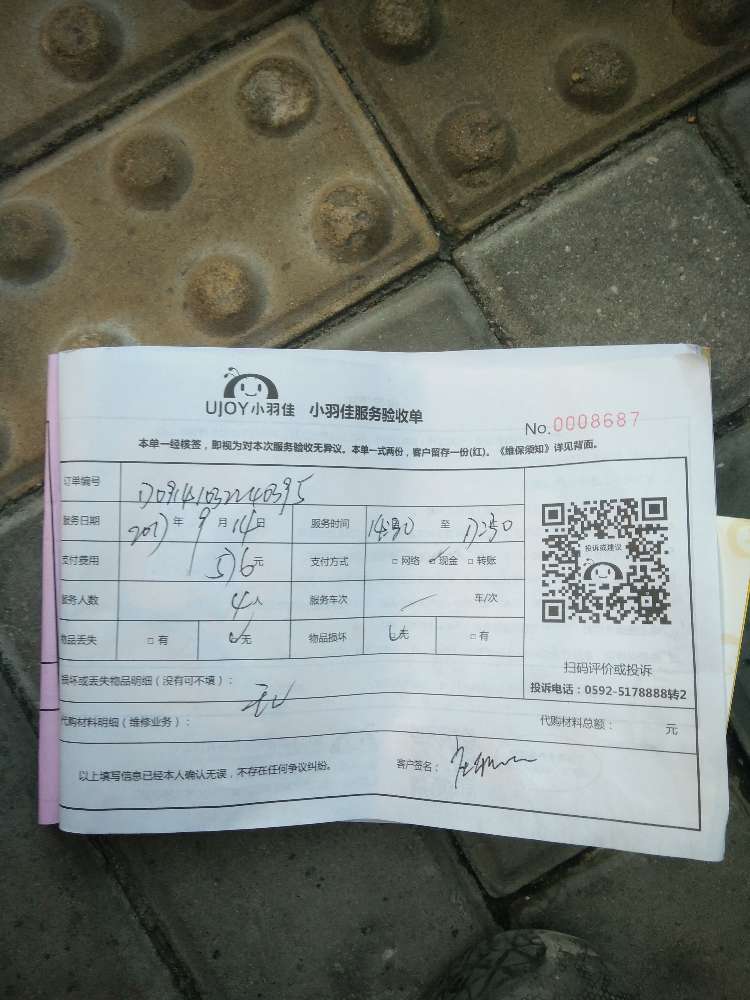 UJOY小羽佳 小羽佳服务验收单
No.0008687
本单一经核签，即视为对本次服务验收无异议。本单一式两份，客户留存一份(红)。《维保须知》详见背面。
订单编号 1709141032240395
服务日期 2017年9月14日 服务时间 14:30 至 17:30
支付费用 576元 支付方式 □网络 ☑现金 □转账
服务人数 4人 服务车次 / 车/次
物品丢失 □有 ☑无 物品损坏 ☑无 □有
投诉或建议
扫码评价或投诉
投诉电话：0592-5178888转2
损坏或丢失物品明细（没有可不填）： 无
代购材料明细（维修业务）： 代购材料总额： 元
以上填写信息已经本人确认无误，不存在任何争议纠纷。 客户签名：